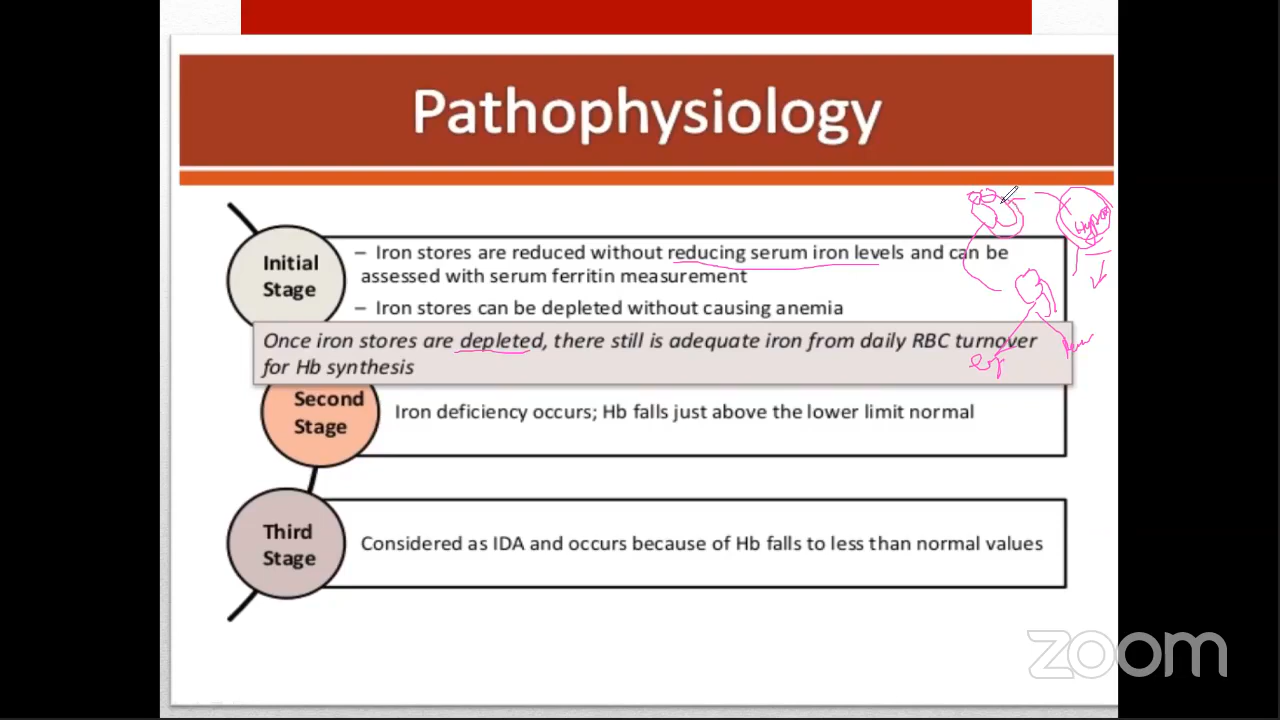 Pathophysiology
Initial
Stage
– Iron stores are reduced without reducing serum iron levels and can be
assessed with serum ferritin measurement
– Iron stores can be depleted without causing anemia
Once iron stores are depleted, there still is adequate iron from daily RBC turnover
for Hb synthesis
Second
Stage
Iron deficiency occurs; Hb falls just above the lower limit normal
Third
Stage
Considered as IDA and occurs because of Hb falls to less than normal values
zoom